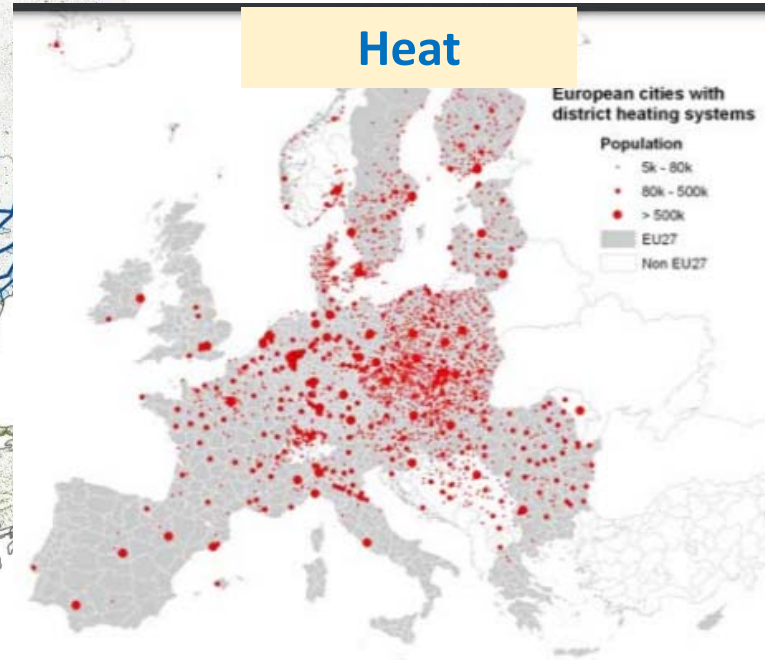 Heat
European cities with
district heating systems
Population
5k - 80k
80k - 500k
> 500k
EU27
Non EU27